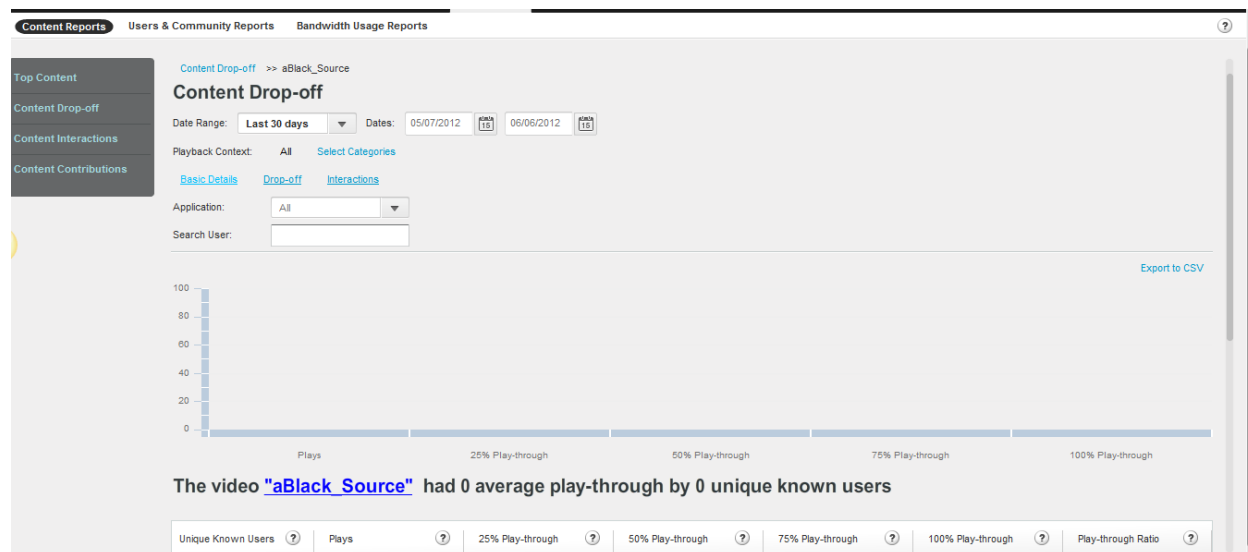 Content Reports Users & Community Reports Bandwidth Usage Reports ?
Content Drop-off >> aBlack_Source
Top Content
Content Drop-off
Content Interactions
Content Contributions
Content Drop-off
Date Range: Last 30 days Dates: 05/07/2012 15 06/06/2012 15
Playback Context: All Select Categories
Basic Details Drop-off Interactions
Application: All
Search User:
Export to CSV
100
80
60
40
20
0
Plays 25% Play-through 50% Play-through 75% Play-through 100% Play-through
The video "aBlack_Source" had 0 average play-through by 0 unique known users
Unique Known Users ? Plays ? 25% Play-through ? 50% Play-through ? 75% Play-through ? 100% Play-through ? Play-through Ratio ?